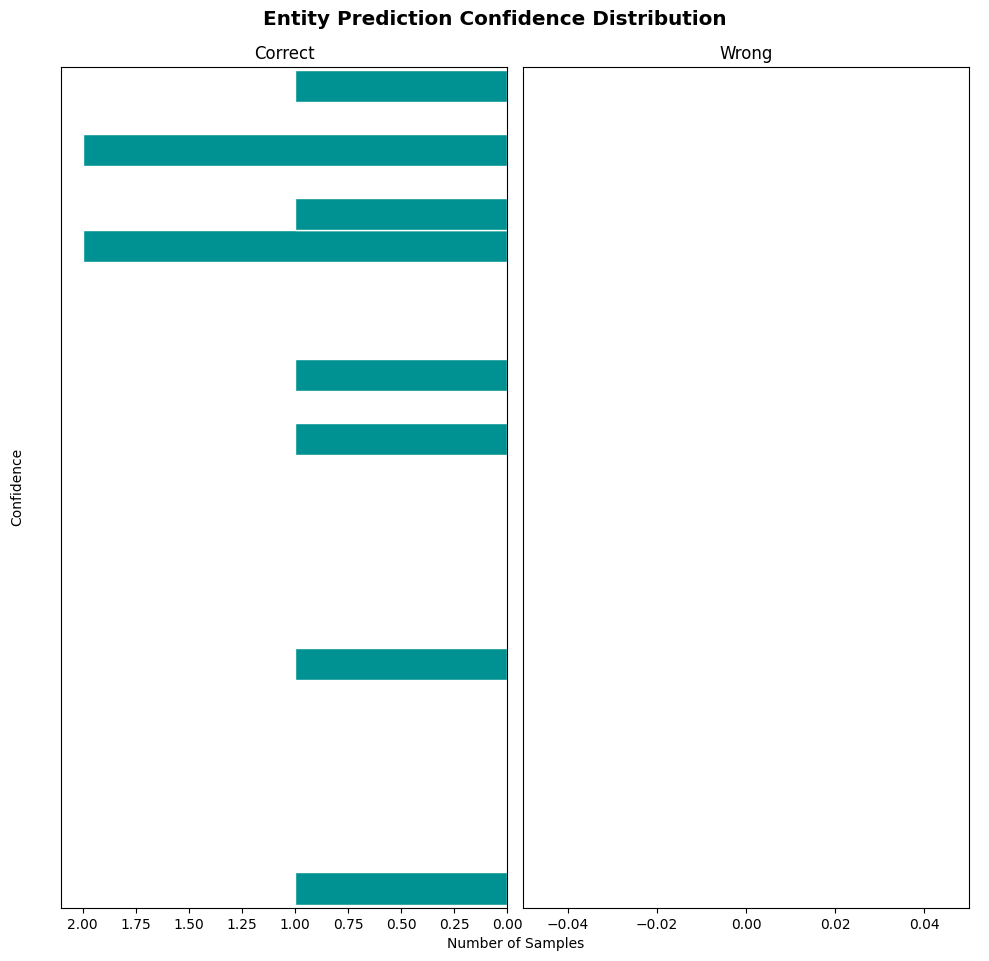 Entity Prediction Confidence Distribution
Correct
Wrong
Confidence
2.00 1.75 1.50 1.25 1.00 0.75 0.50 0.25 0.00
−0.04 −0.02 0.00 0.02 0.04
Number of Samples